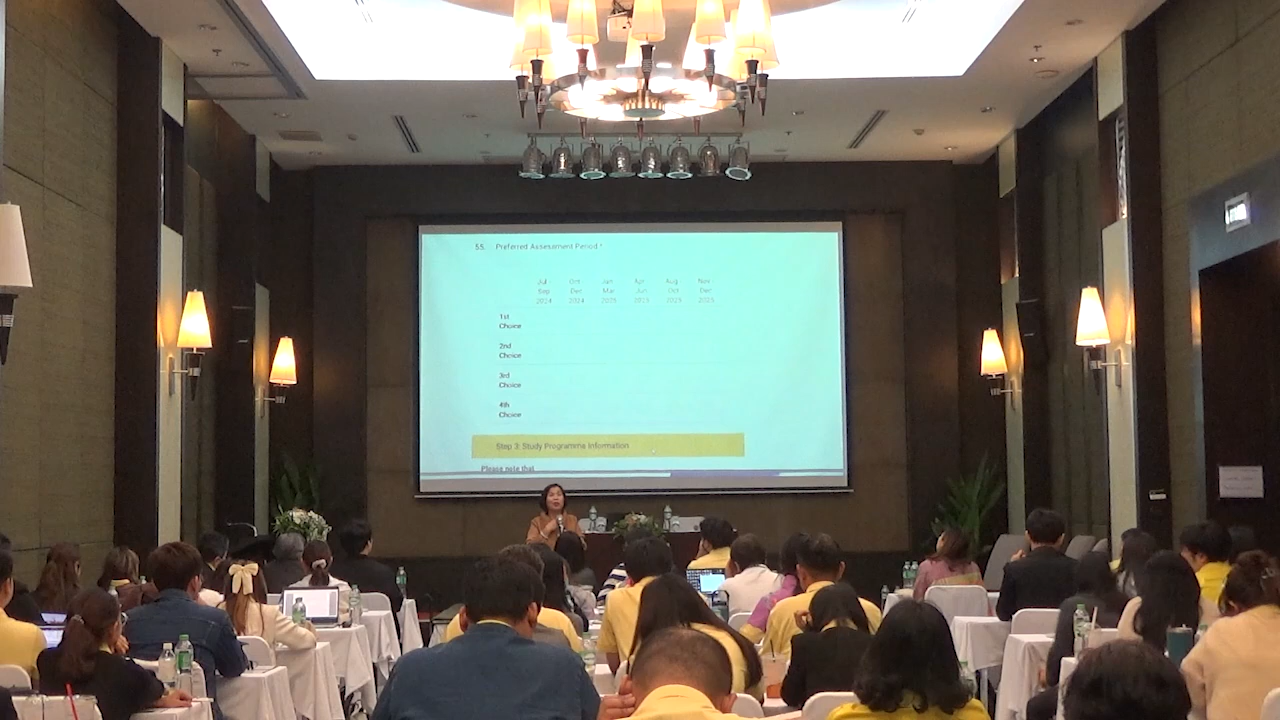 55. Preferred Assessment Period *
Jul - Oct - Jan - Apr - Aug - Nov -
Sep Dec Mar Jun Oct Dec
2024 2024 2025 2025 2025 2025
1st
Choice
2nd
Choice
3rd
Choice
4th
Choice
Step 3: Study Programme Information
Please note that